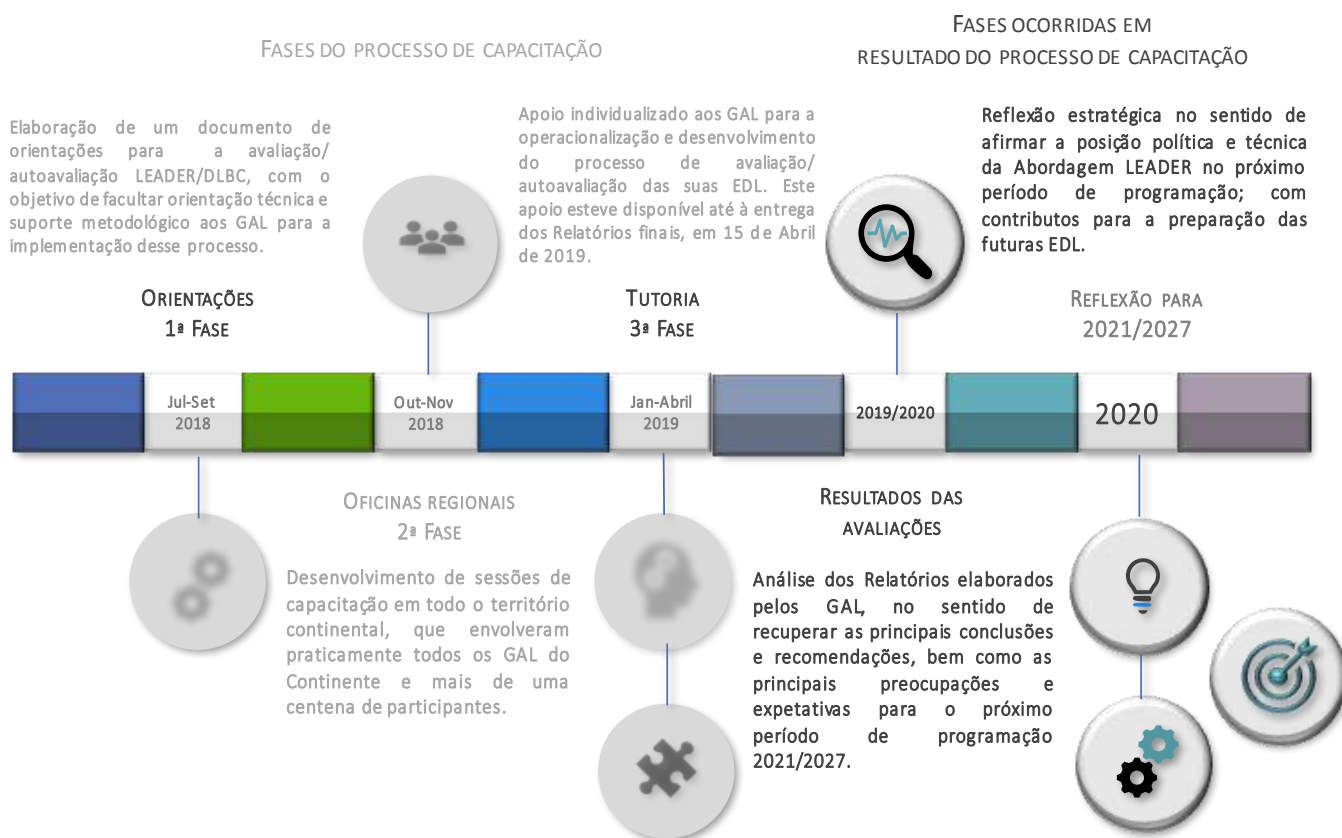 FASES DO PROCESSO DE CAPACITAÇÃO
FASES OCORRIDAS EM
RESULTADO DO PROCESSO DE CAPACITAÇÃO
Elaboração de um documento de
orientações para a avaliação/
autoavaliação LEADER/DLBC, com o
objetivo de facultar orientação técnica e
suporte metodológico aos GAL para a
implementação desse processo.
Apoio individualizado aos GAL para a
operacionalização e desenvolvimento
do processo de avaliação/
autoavaliação das suas EDL. Este
apoio esteve disponível até à entrega
dos Relatórios finais, em 15 de Abril
de 2019.
Reflexão estratégica no sentido de
afirmar a posição política e técnica
da Abordagem LEADER no próximo
período de programação; com
contributos para a preparação das
futuras EDL.
ORIENTAÇÕES
1ª FASE
TUTORIA
3ª FASE
REFLEXÃO PARA
2021/2027
Jul-Set
2018
Out-Nov
2018
Jan-Abril
2019
2019/2020
2020
OFICINAS REGIONAIS
2ª FASE
Desenvolvimento de sessões de
capacitação em todo o território
continental, que envolveram
praticamente todos os GAL do
Continente e mais de uma
centena de participantes.
RESULTADOS DAS
AVALIAÇÕES
Análise dos Relatórios elaborados
pelos GAL, no sentido de
recuperar as principais conclusões
e recomendações, bem como as
principais preocupações e
expetativas para o próximo
período de programação
2021/2027.